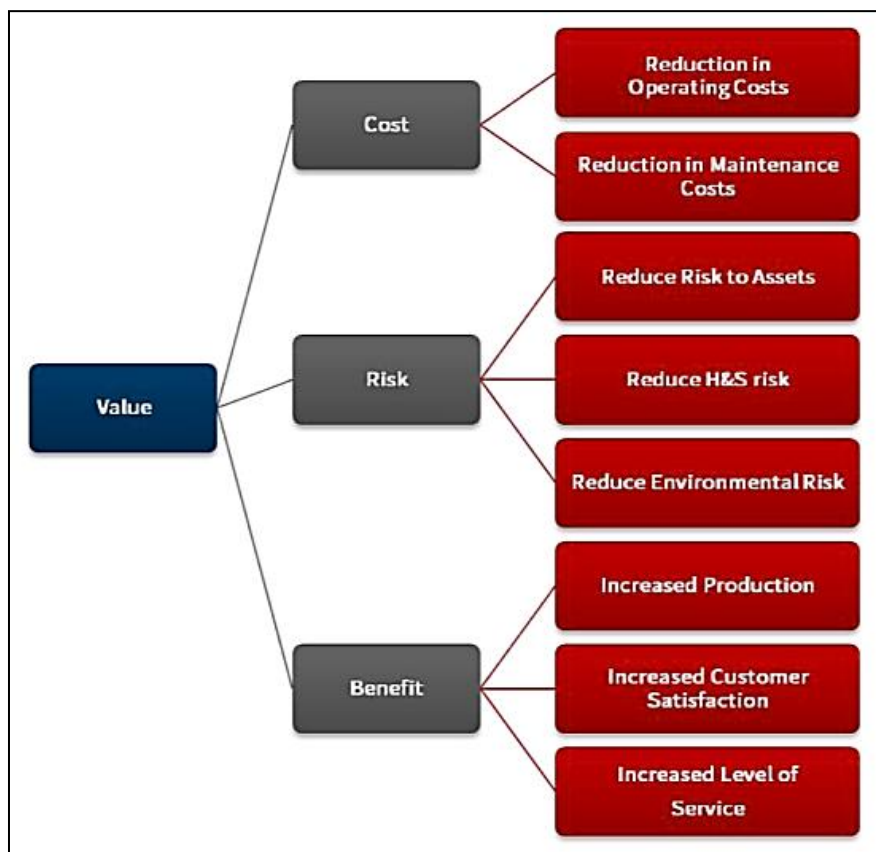 Value
Cost
Reduction in
Operating Costs
Reduction in Maintenance
Costs
Risk
Reduce Risk to Assets
Reduce H&S risk
Reduce Environmental Risk
Benefit
Increased Production
Increased Customer
Satisfaction
Increased Level of
Service